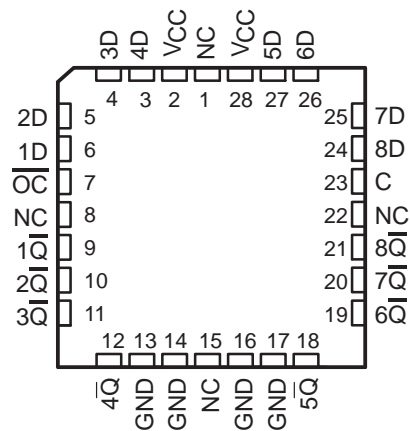 3D 4D VCC NC VCC 5D 6D
4 3 2 1 28 27 26
2D 5 25 7D
1D 6 24 8D
O̅C̅ 7 23 C
NC 8 22 NC
1Q̅ 9 21 8Q̅
2Q̅ 10 20 7Q̅
3Q̅ 11 19 6Q̅
12 13 14 15 16 17 18
4Q̅ GND GND NC GND GND 5Q̅